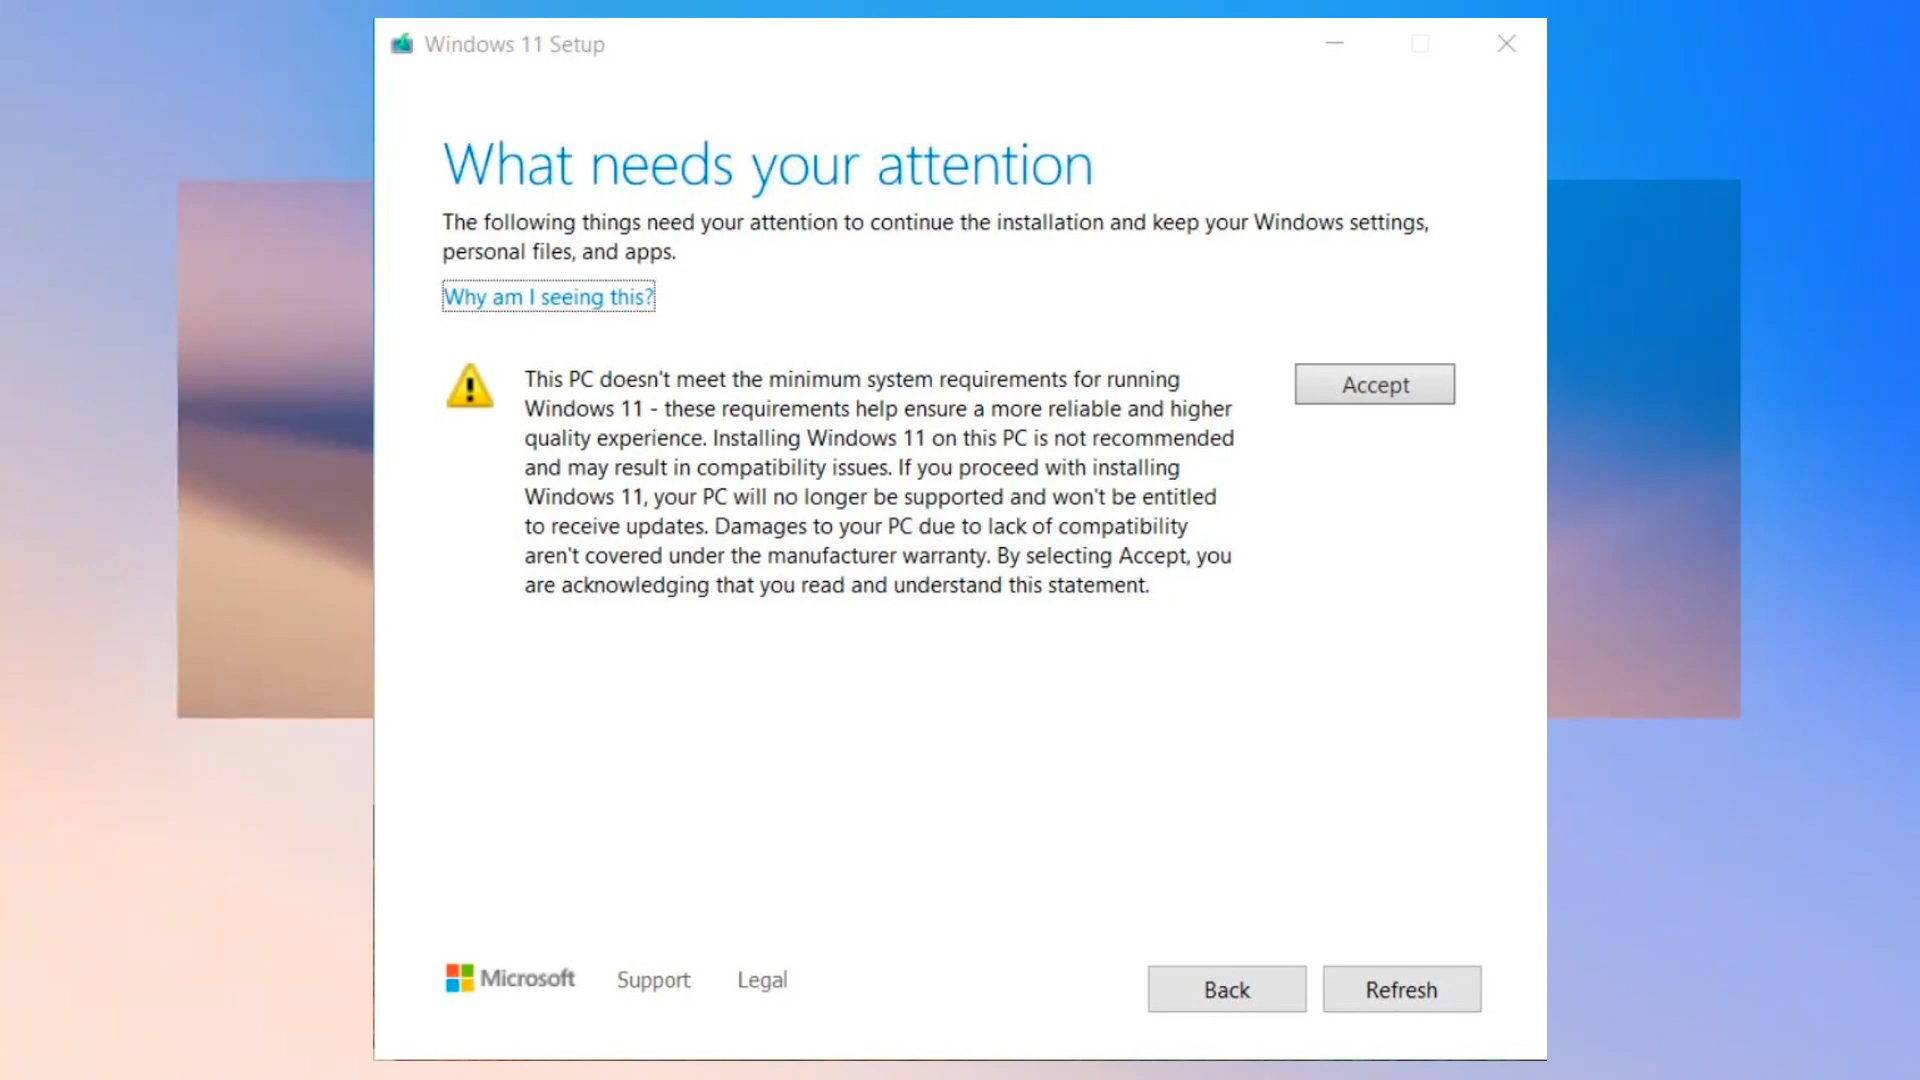 Windows 11 Setup
What needs your attention
The following things need your attention to continue the installation and keep your Windows settings,
personal files, and apps.
Why am I seeing this?
This PC doesn't meet the minimum system requirements for running
Windows 11 - these requirements help ensure a more reliable and higher
quality experience. Installing Windows 11 on this PC is not recommended
and may result in compatibility issues. If you proceed with installing
Windows 11, your PC will no longer be supported and won't be entitled
to receive updates. Damages to your PC due to lack of compatibility
aren't covered under the manufacturer warranty. By selecting Accept, you
are acknowledging that you read and understand this statement.
Accept
Microsoft Support Legal
Back Refresh